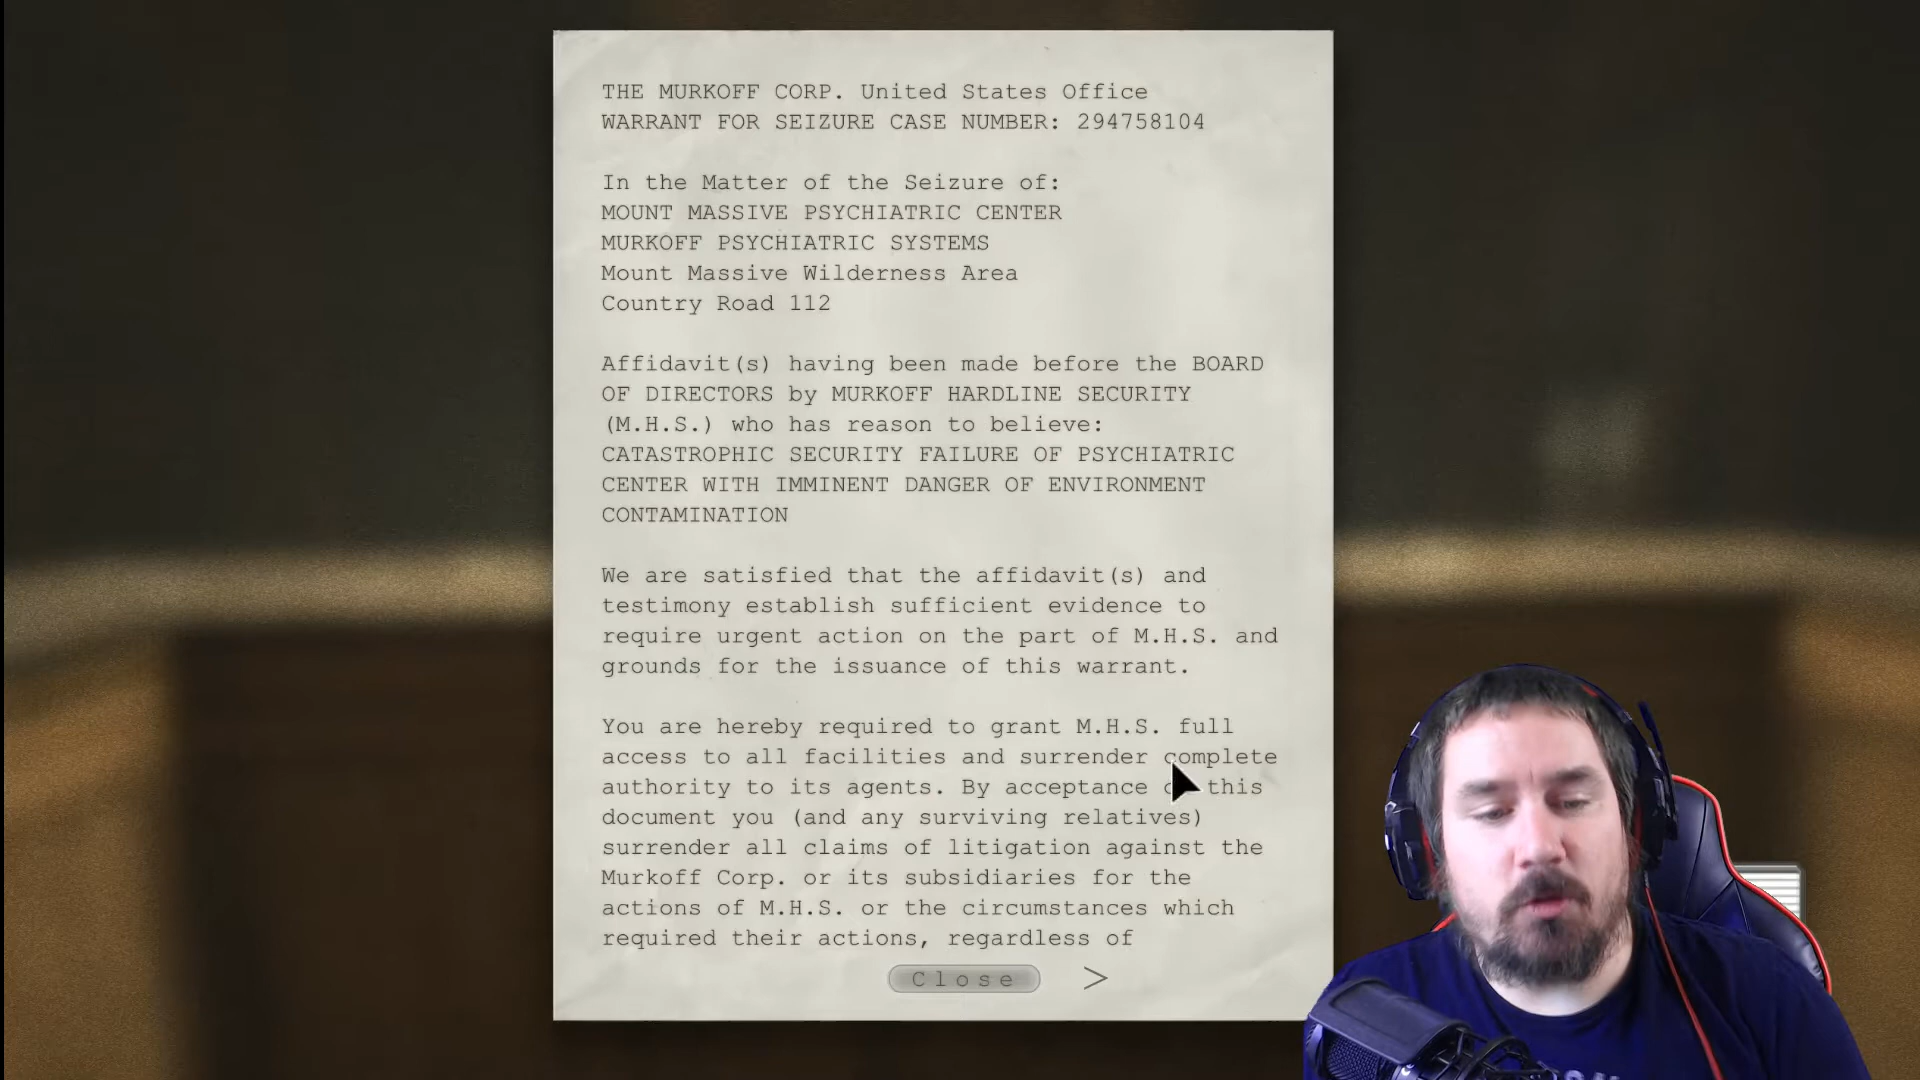 THE MURKOFF CORP. United States Office
WARRANT FOR SEIZURE CASE NUMBER: 294758104
In the Matter of the Seizure of:
MOUNT MASSIVE PSYCHIATRIC CENTER
MURKOFF PSYCHIATRIC SYSTEMS
Mount Massive Wilderness Area
Country Road 112
Affidavit(s) having been made before the BOARD
OF DIRECTORS by MURKOFF HARDLINE SECURITY
(M.H.S.) who has reason to believe:
CATASTROPHIC SECURITY FAILURE OF PSYCHIATRIC
CENTER WITH IMMINENT DANGER OF ENVIRONMENT
CONTAMINATION
We are satisfied that the affidavit(s) and
testimony establish sufficient evidence to
require urgent action on the part of M.H.S. and
grounds for the issuance of this warrant.
You are hereby required to grant M.H.S. full
access to all facilities and surrender complete
authority to its agents. By acceptance this
document you (and any surviving relatives)
surrender all claims of litigation against the
Murkoff Corp. or its subsidiaries for the
actions of M.H.S. or the circumstances which
required their actions, regardless of
Close >